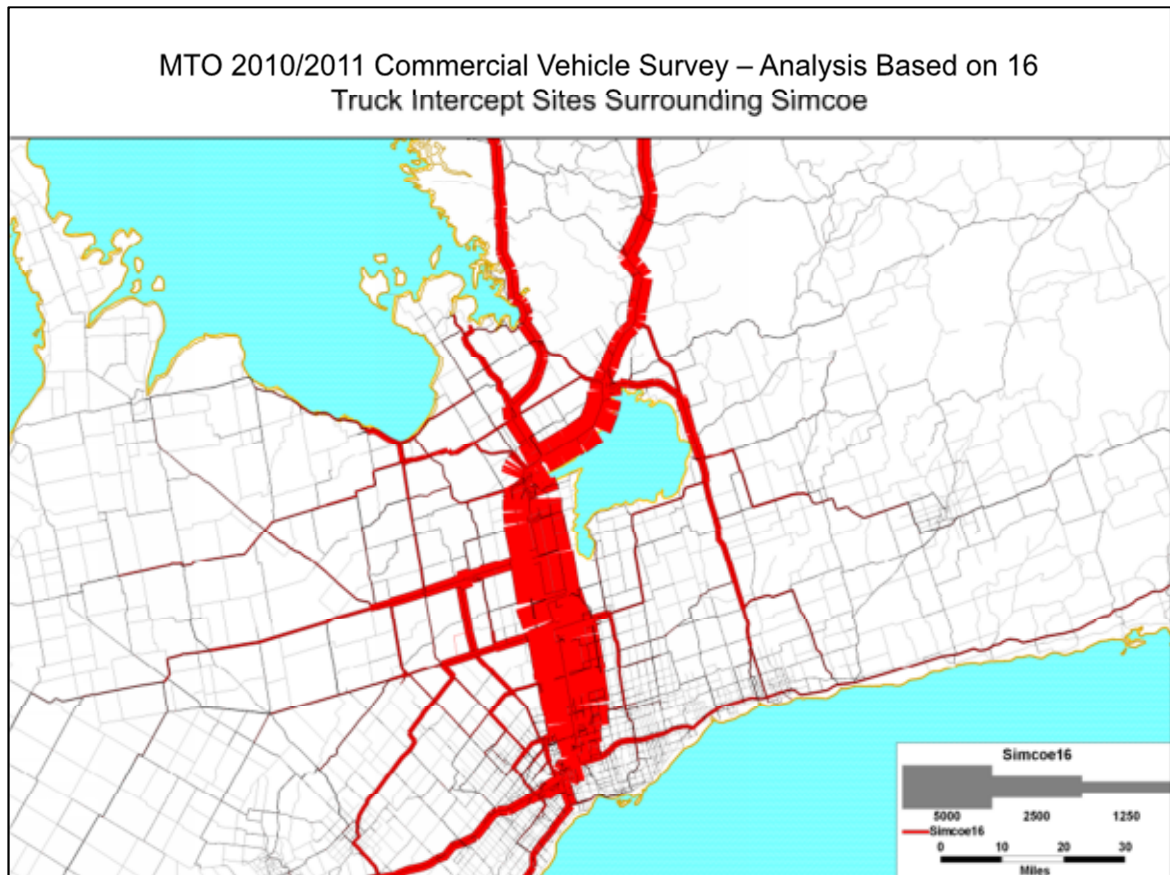 MTO 2010/2011 Commercial Vehicle Survey – Analysis Based on 16
Truck Intercept Sites Surrounding Simcoe
Simcoe16
5000 2500 1250
Simcoe16
0 10 20 30
Miles